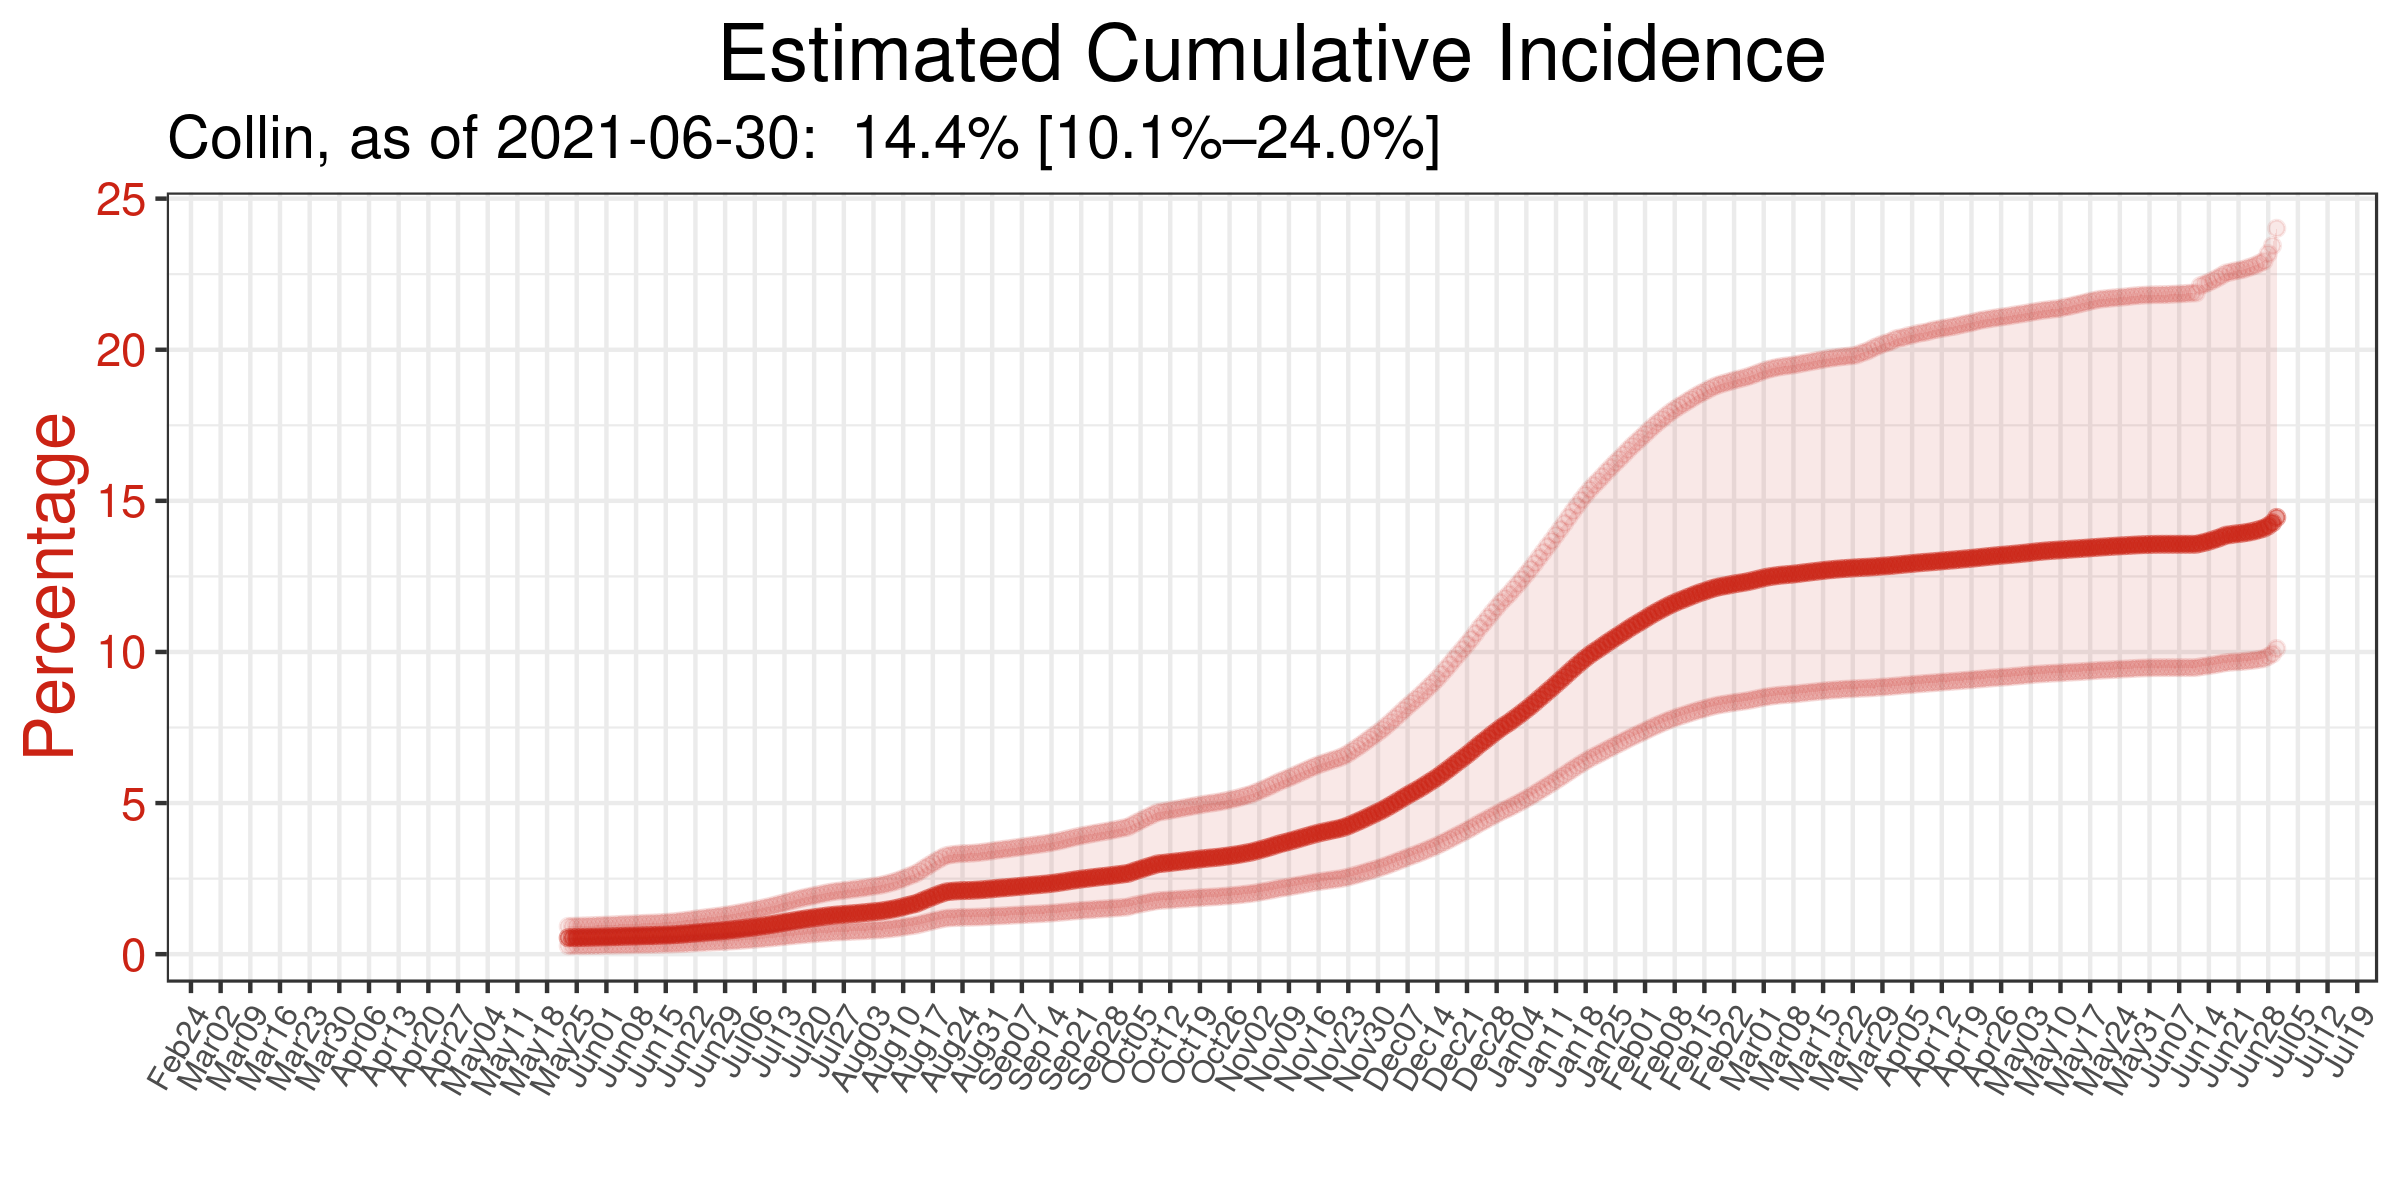 Estimated Cumulative Incidence
Collin, as of 2021-06-30:  14.4% [10.1%–24.0%]
Percentage
25
20
15
10
5
0
Feb24
Mar02
Mar09
Mar16
Mar23
Mar30
Apr06
Apr13
Apr20
Apr27
May04
May11
May18
May25
Jun01
Jun08
Jun15
Jun22
Jun29
Jul06
Jul13
Jul20
Jul27
Aug03
Aug10
Aug17
Aug24
Aug31
Sep07
Sep14
Sep21
Sep28
Oct05
Oct12
Oct19
Oct26
Nov02
Nov09
Nov16
Nov23
Nov30
Dec07
Dec14
Dec21
Dec28
Jan04
Jan11
Jan18
Jan25
Feb01
Feb08
Feb15
Feb22
Mar01
Mar08
Mar15
Mar22
Mar29
Apr05
Apr12
Apr19
Apr26
May03
May10
May17
May24
May31
Jun07
Jun14
Jun21
Jun28
Jul05
Jul12
Jul19